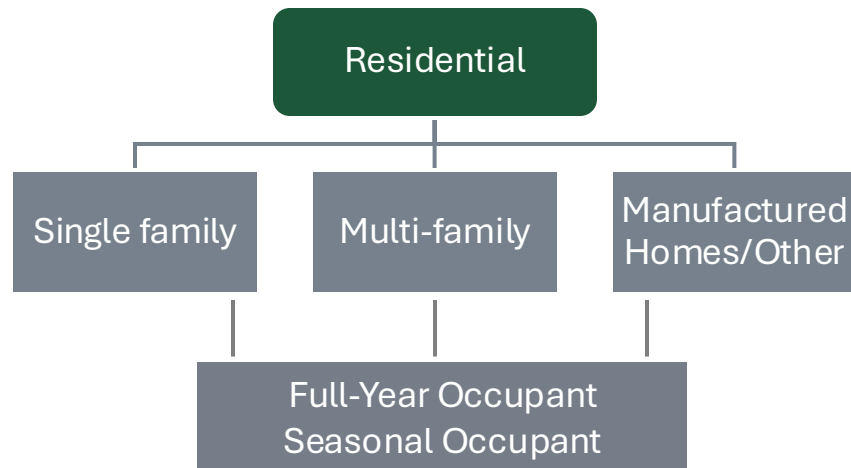 Residential
Single family
Multi-family
Manufactured
Homes/Other
Full-Year Occupant
Seasonal Occupant